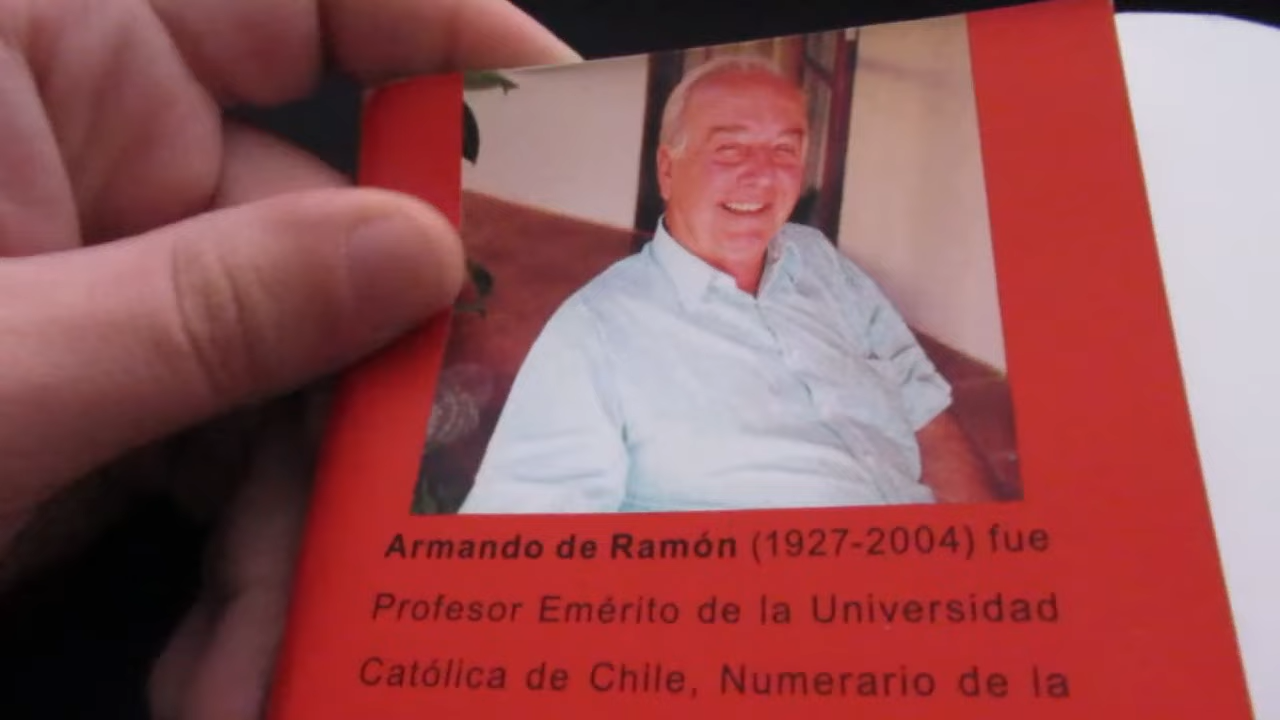 Armando de Ramón (1927-2004) fue
Profesor Emérito de la Universidad
Católica de Chile, Numerario de la